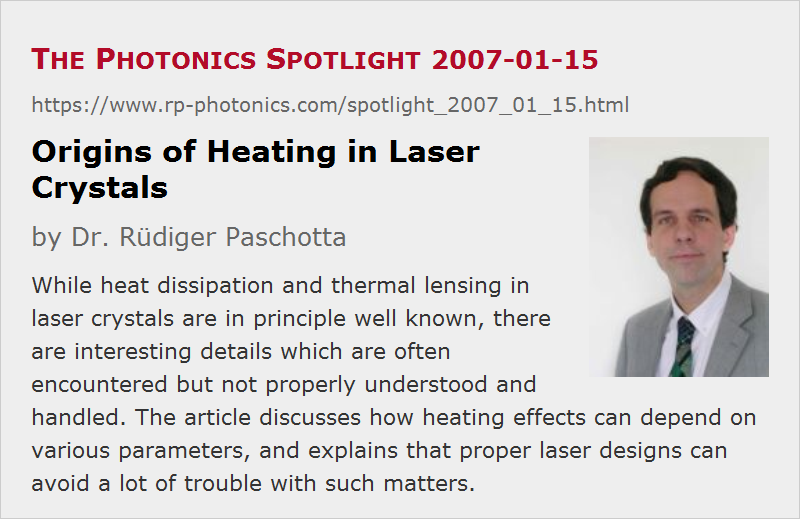 The Photonics Spotlight 2007-01-15
https://www.rp-photonics.com/spotlight_2007_01_15.html
Origins of Heating in Laser
Crystals
by Dr. Rüdiger Paschotta
While heat dissipation and thermal lensing in
laser crystals are in principle well known, there
are interesting details which are often
encountered but not properly understood and
handled. The article discusses how heating effects can depend on
various parameters, and explains that proper laser designs can
avoid a lot of trouble with such matters.